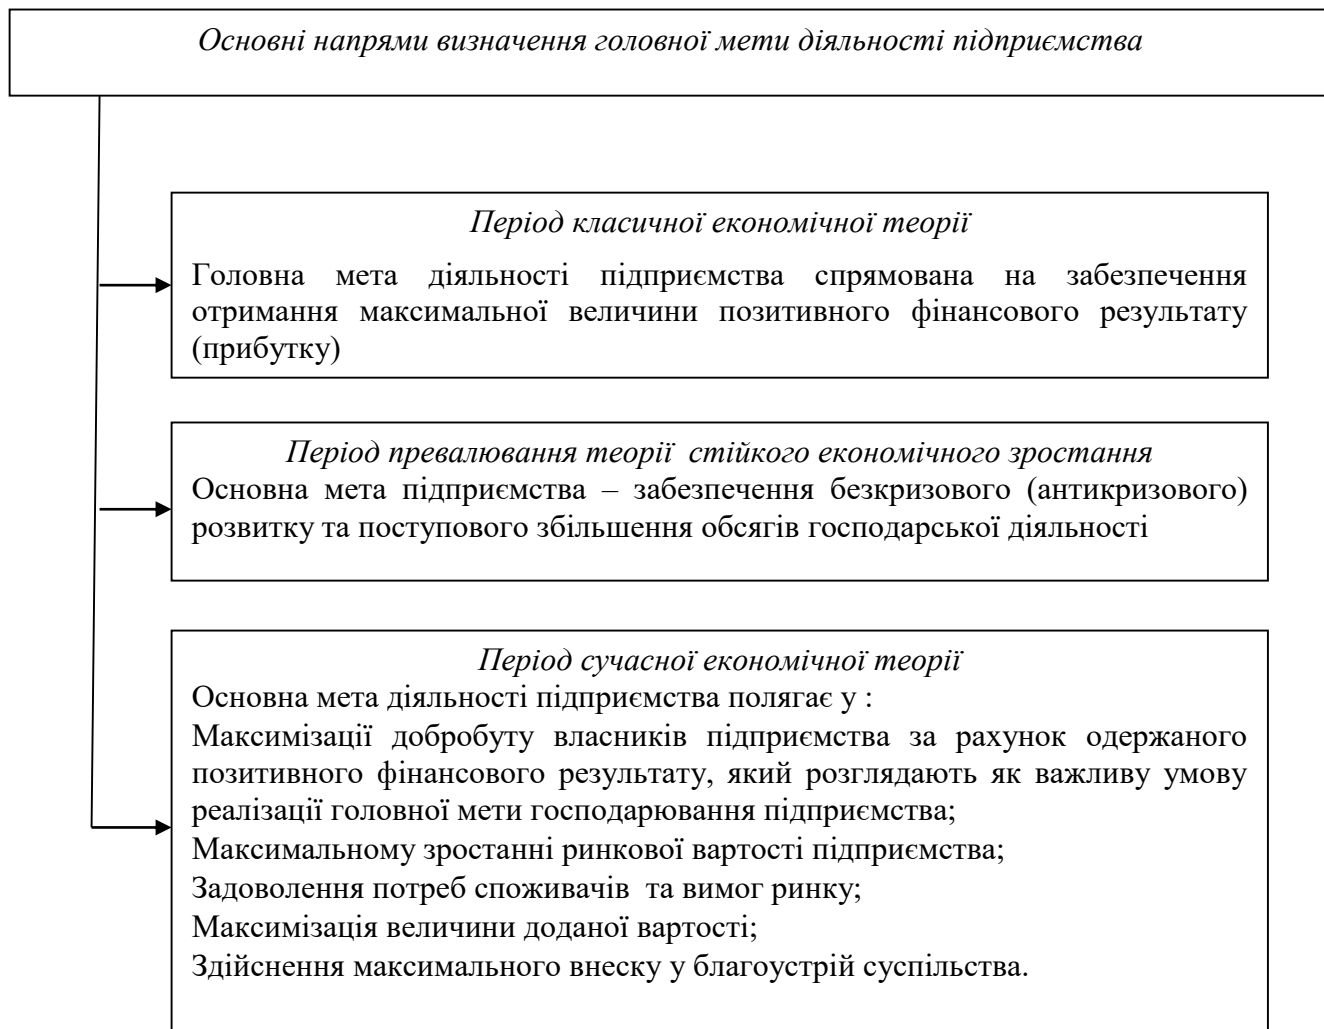 Основні напрями визначення головної мети діяльності підприємства
Період класичної економічної теорії
Головна мета діяльності підприємства спрямована на забезпечення
отримання максимальної величини позитивного фінансового результату
(прибутку)
Період превалювання теорії стійкого економічного зростання
Основна мета підприємства – забезпечення безкризового (антикризового)
розвитку та поступового збільшення обсягів господарської діяльності
Період сучасної економічної теорії
Основна мета діяльності підприємства полягає у :
Максимізації добробуту власників підприємства за рахунок одержаного
позитивного фінансового результату, який розглядають як важливу умову
реалізації головної мети господарювання підприємства;
Максимальному зростанні ринкової вартості підприємства;
Задоволення потреб споживачів та вимог ринку;
Максимізація величини доданої вартості;
Здійснення максимального внеску у благоустрій суспільства.